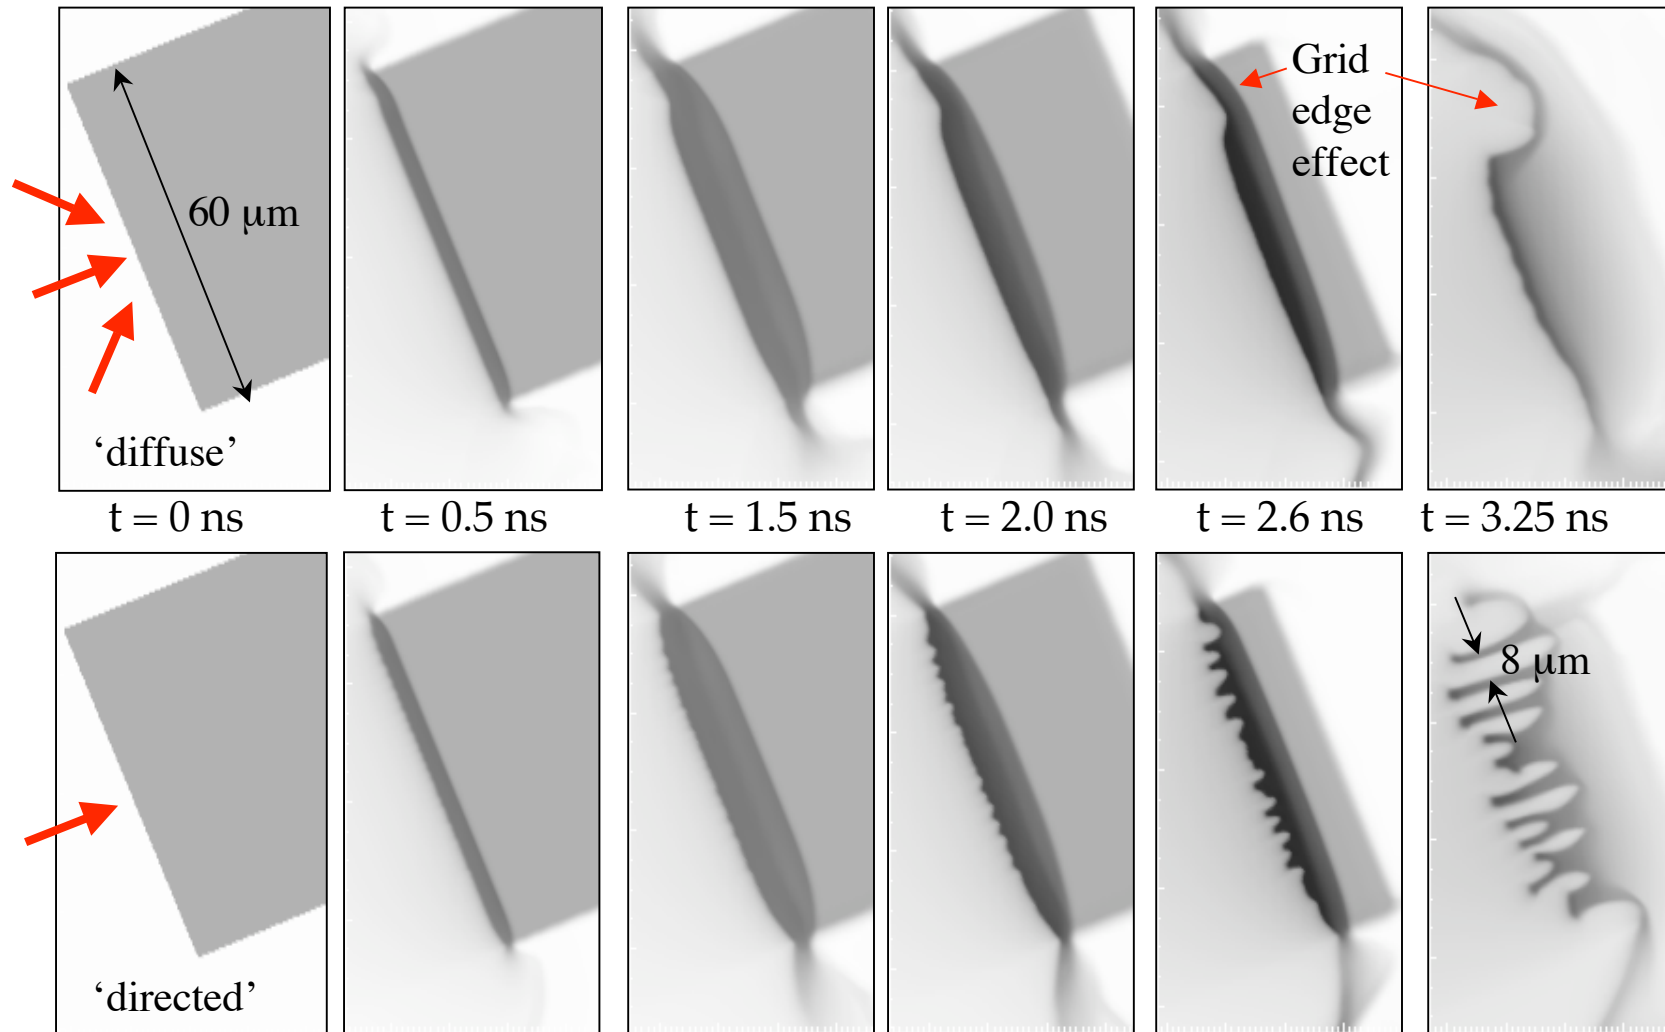 60 μm
Grid
edge
effect
‘diffuse’
t = 0 ns
t = 0.5 ns
t = 1.5 ns
t = 2.0 ns
t = 2.6 ns
t = 3.25 ns
8 μm
‘directed’